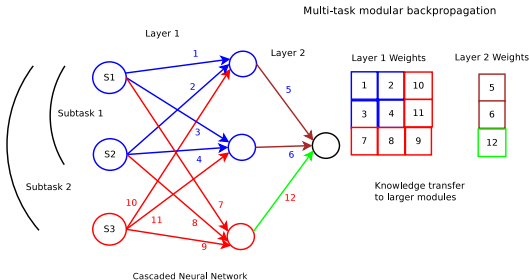 Multi-task modular backpropagation
Layer 1
Layer 2
Layer 1 Weights
Layer 2 Weights
S1
S2
S3
Subtask 1
Subtask 2
1
2
3
4
5
6
7
8
9
10
11
12
1 2 10
3 4 11
7 8 9
5
6
12
Knowledge transfer
to larger modules
Cascaded Neural Network